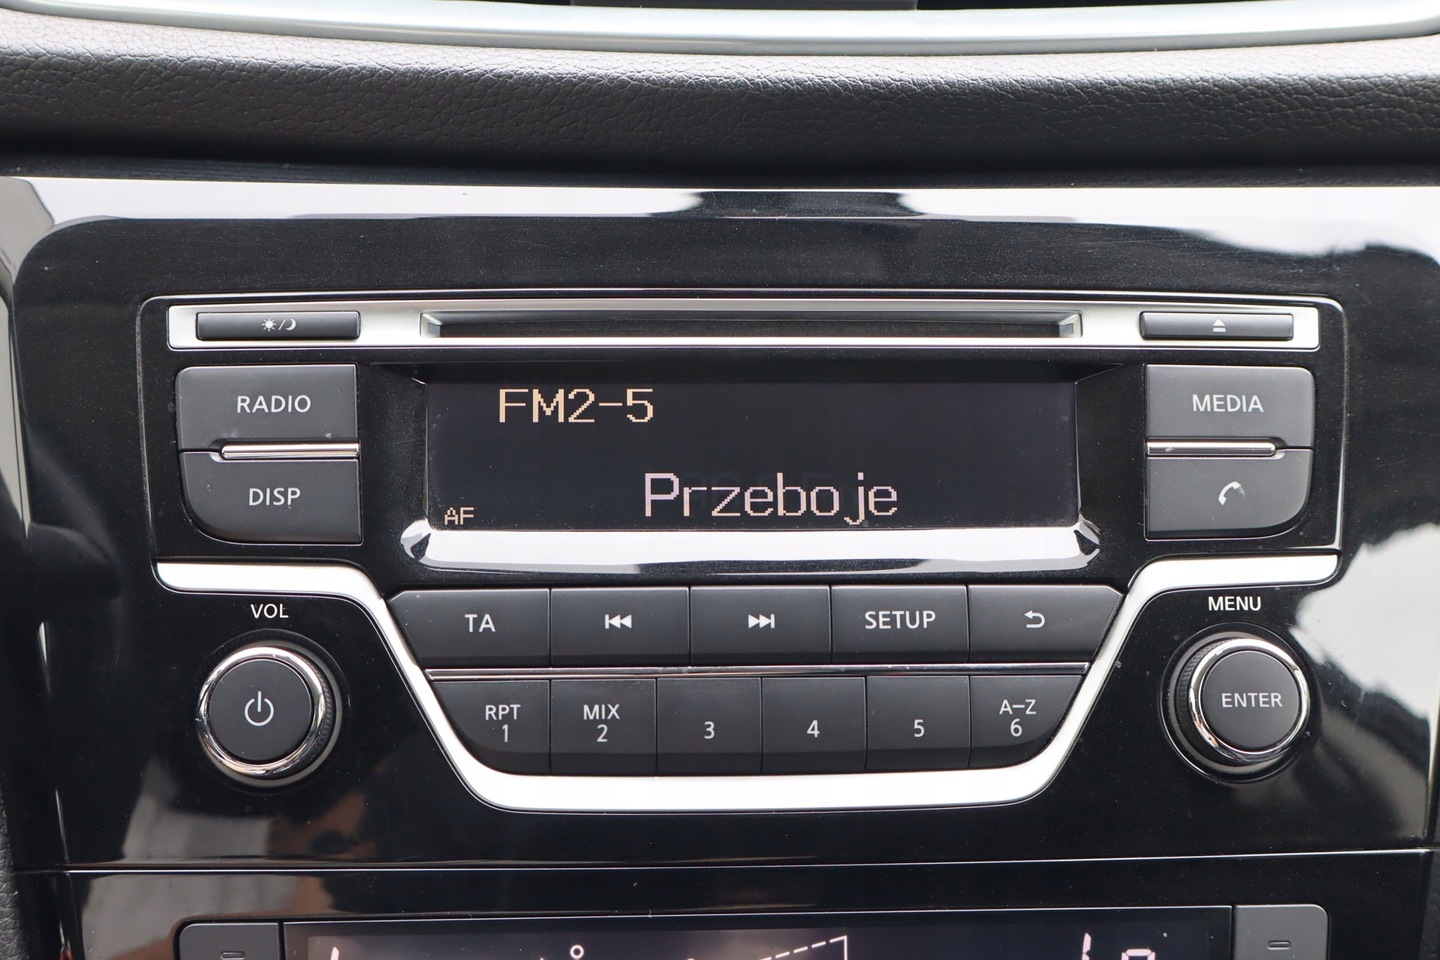 RADIO
FM2-5
MEDIA
DISP
AF
Przeboje
VOL
TA
SETUP
MENU
RPT
1
MIX
2
3
4
5
A-Z
6
ENTER